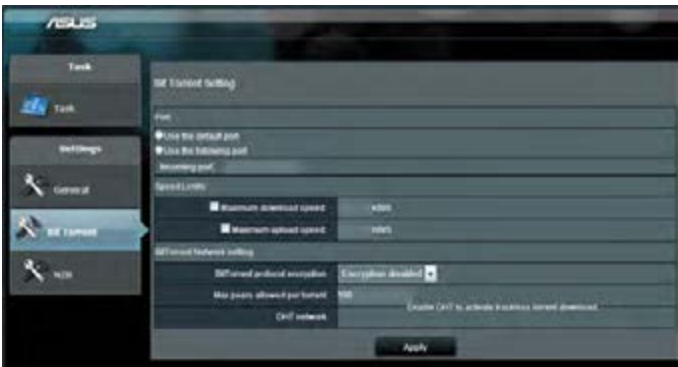 ASUS
Task
Task
Settings
General
Bit Torrent
NZB
Bit Torrent Setting
Port
Use the default port
Use the following port
Incoming port:
Speed Limits
Maximum download speed:
kB/s
Maximum upload speed:
kB/s
BitTorrent Network setting
BitTorrent protocol encryption
Encryption disabled
Max peers allowed per torrent
100
DHT network
Enable DHT to activate trackless torrent download.
Apply